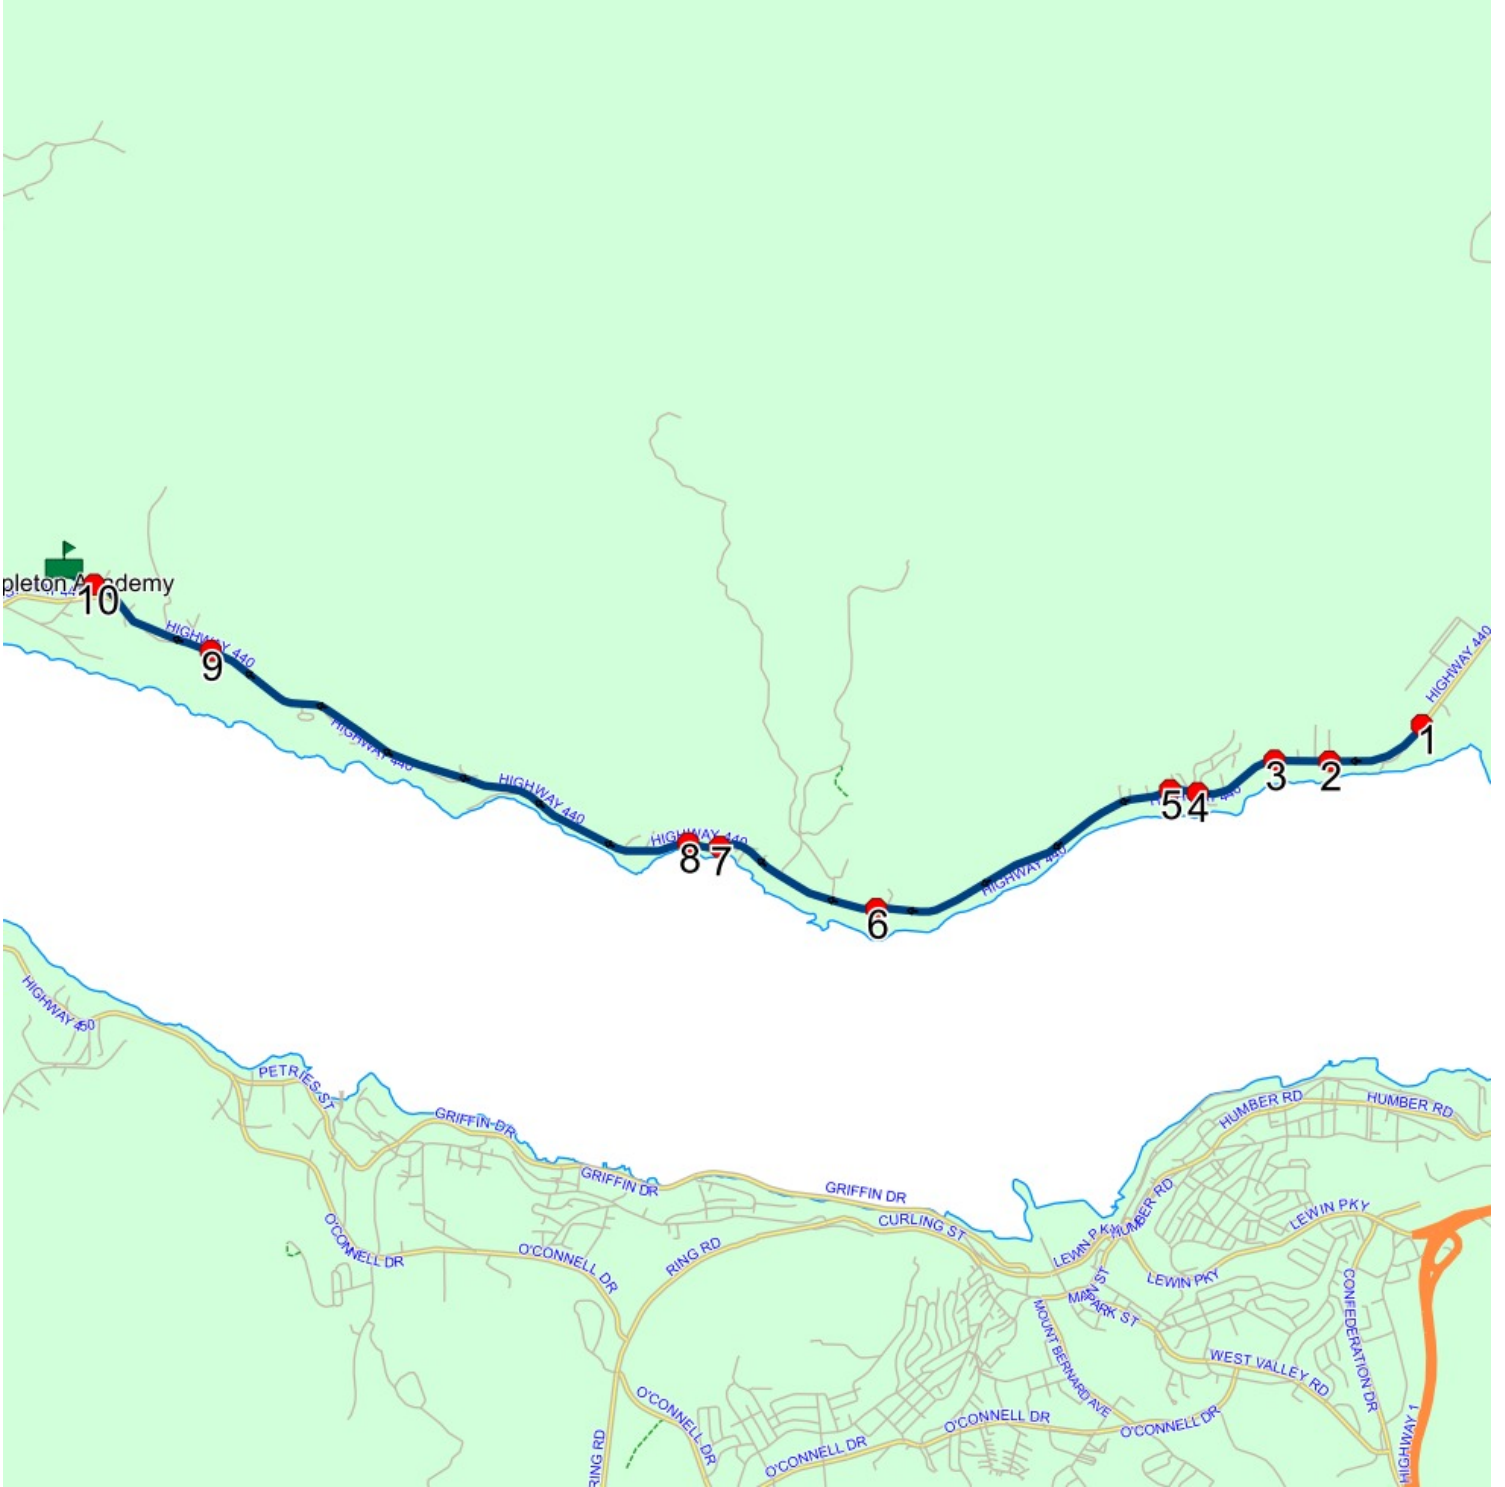 pleton Academy
10
HIGHWAY 440
9
HIGHWAY 440
HIGHWAY 440
HIGHWAY 440
8
7
6
HIGHWAY 440
5
4
3
2
1
HIGHWAY 440
HIGHWAY 450
PETRIES ST
GRIFFIN DR
GRIFFIN DR
GRIFFIN DR
CURLING ST
O'CONNELL DR
O'CONNELL DR
RING RD
LEWIN PKY
HUMBER RD
HUMBER RD
HUMBER RD
LEWIN PKY
LEWIN PKY
MAIN ST
PARK ST
MOUNT BERNARD AVE
WEST VALLEY RD
CONFEDERATION DR
O'CONNELL DR
O'CONNELL DR
O'CONNELL DR
O'CONNELL DR
RING RD
HIGHWAY 1